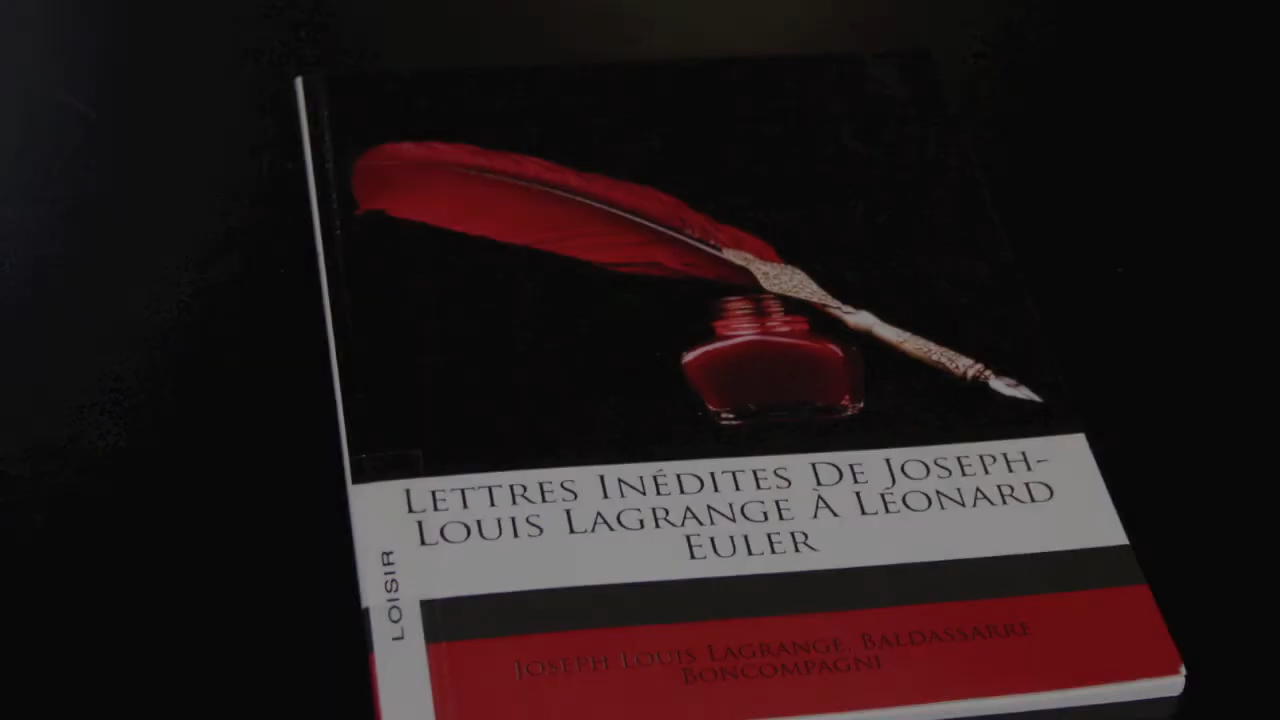 LETTRES INÉDITES DE JOSEPH-
LOUIS LAGRANGE À LÉONARD
EULER
LOISIR
JOSEPH LOUIS LAGRANGE, BALDASSARRE
BONCOMPAGNI